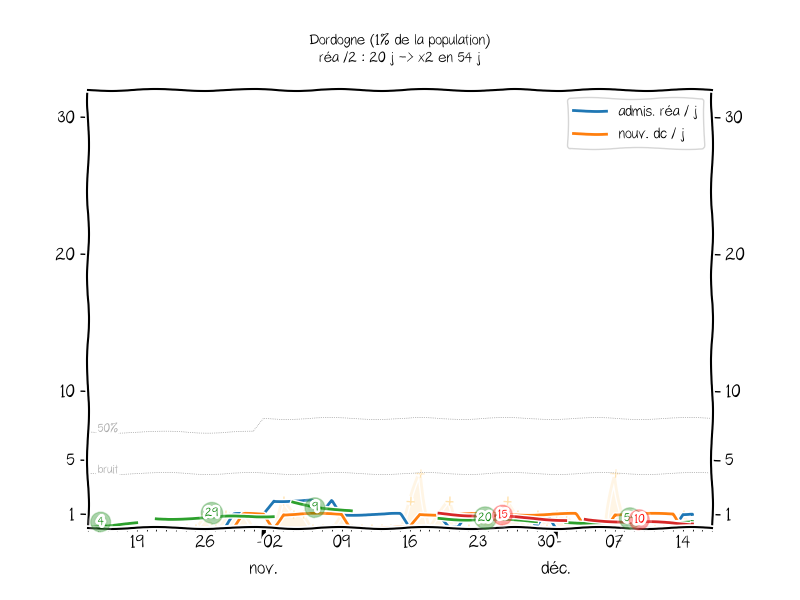 Dordogne (1% de la population)
réa /2 : 20 j -> x2 en 54 j
admis. réa / j
nouv. dc / j
30 30
20 20
10 10
50%
5 5
bruit
1 1
4 29 9 20 15 10
19 26 02 09 16 23 30 07 14
nov. déc.